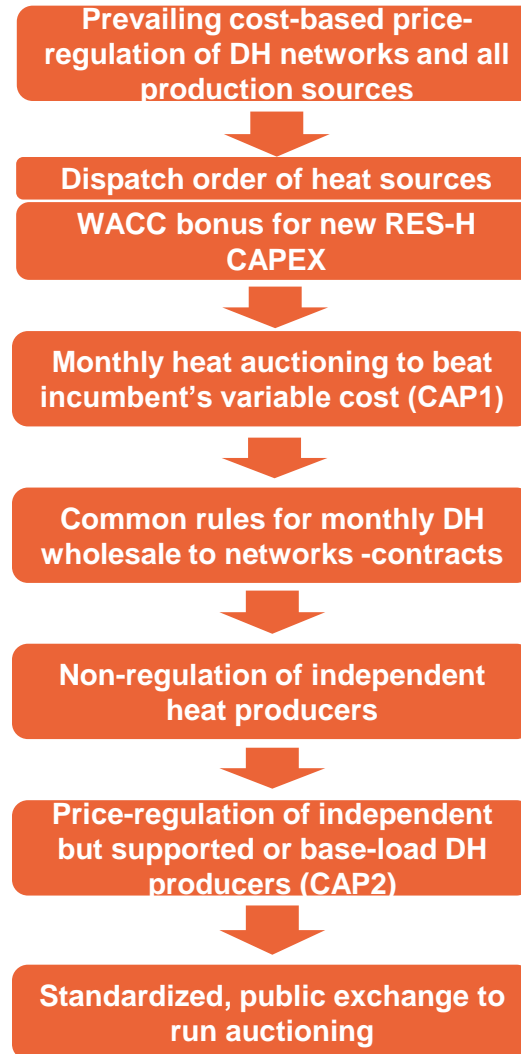 Prevailing cost-based price-
regulation of DH networks and all
production sources
Dispatch order of heat sources
WACC bonus for new RES-H
CAPEX
Monthly heat auctioning to beat
incumbent's variable cost (CAP1)
Common rules for monthly DH
wholesale to networks -contracts
Non-regulation of independent
heat producers
Price-regulation of independent
but supported or base-load DH
producers (CAP2)
Standardized, public exchange to
run auctioning